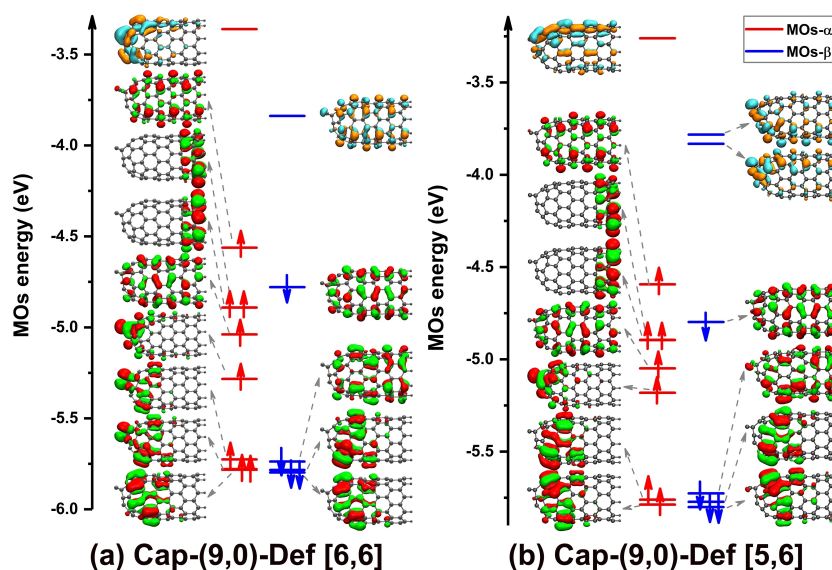 MOs energy (eV)
-3.5
-4.0
-4.5
-5.0
-5.5
-6.0
(a) Cap-(9,0)-Def [6,6]
MOs energy (eV)
-3.5
-4.0
-4.5
-5.0
-5.5
MOs-α
MOs-β
(b) Cap-(9,0)-Def [5,6]